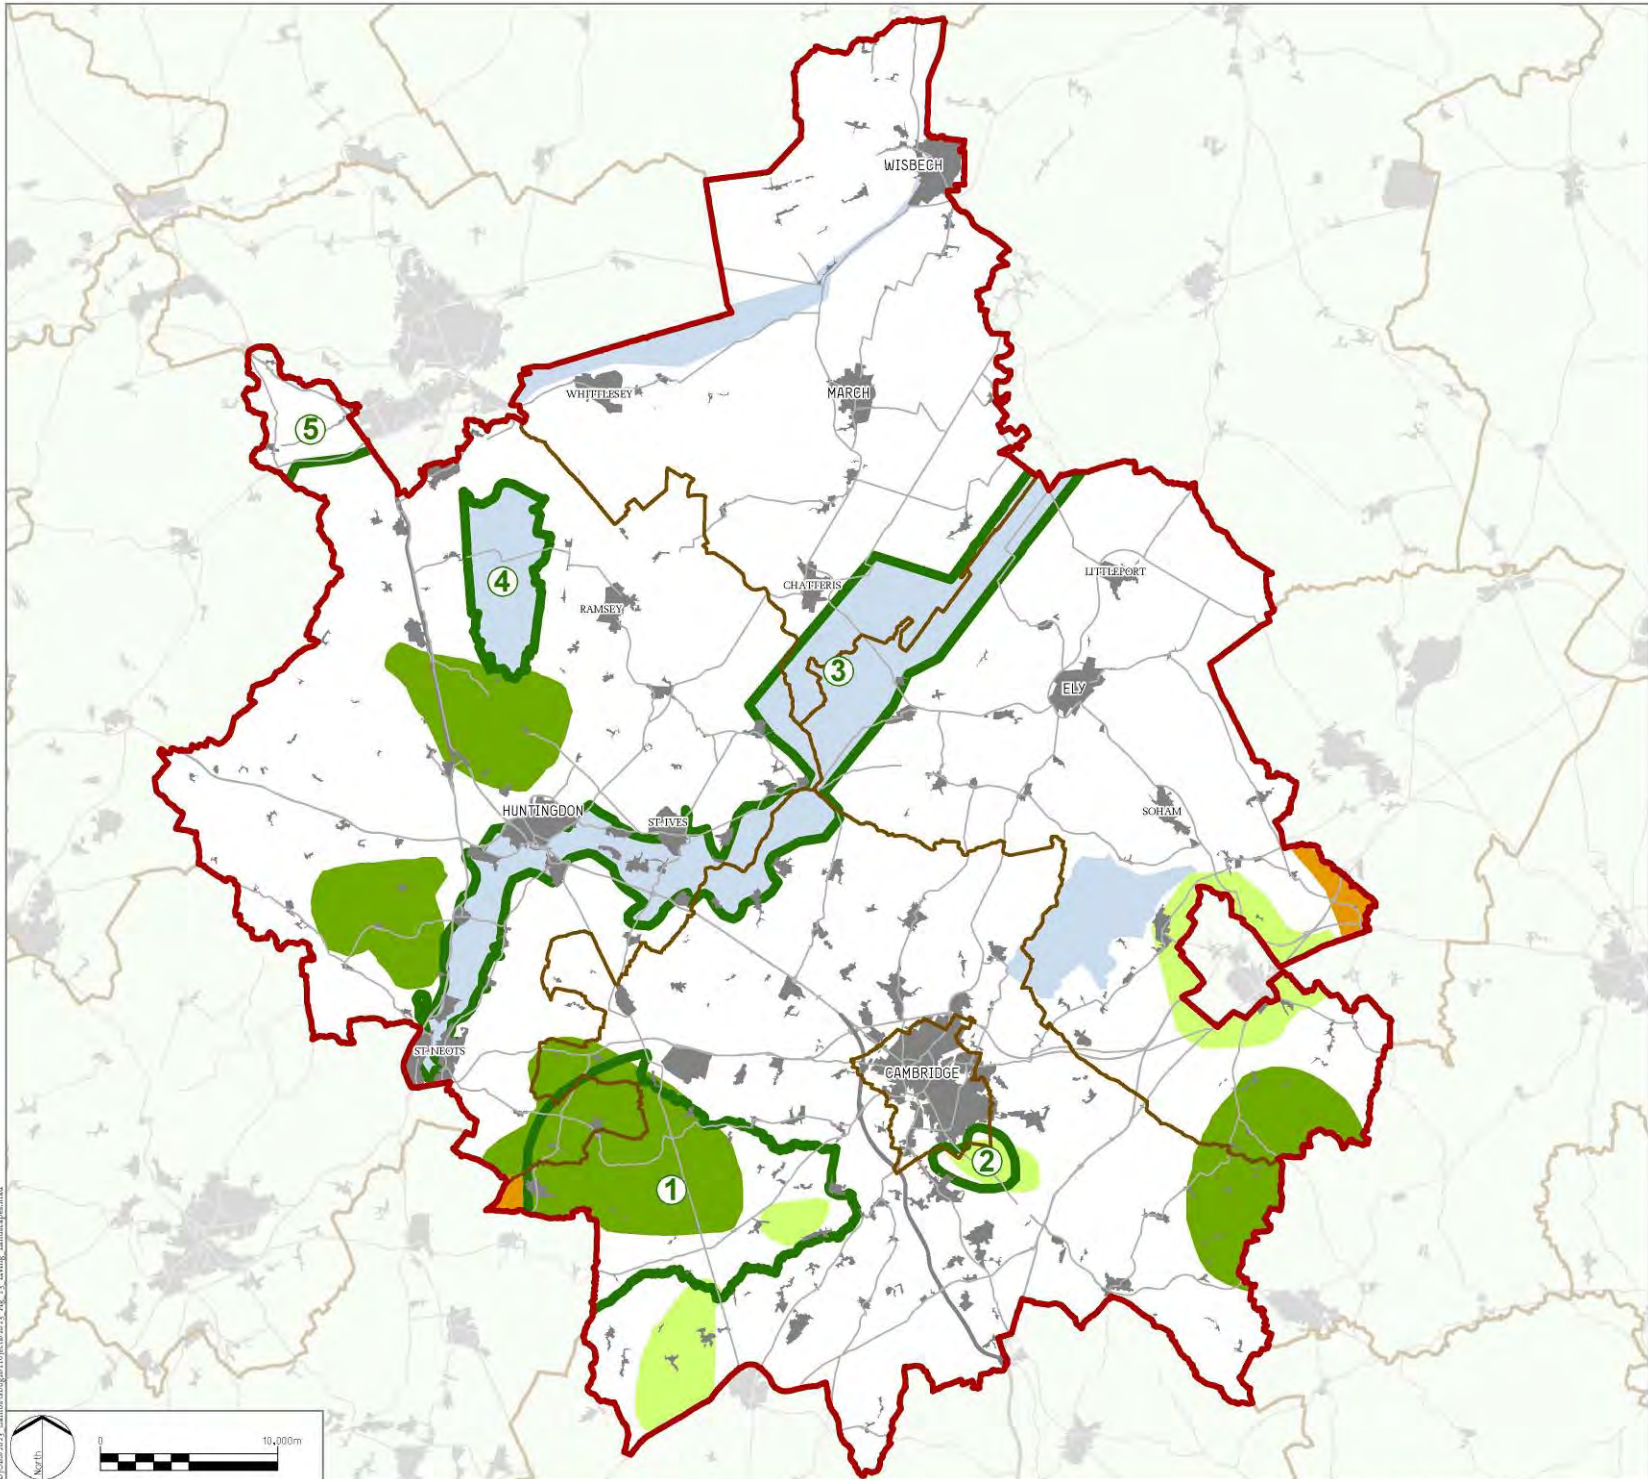 WISBECH
WHITTLESEY
MARCH
5
4
CHATTERIS
LITTLEPORT
RAMSEY
3
ELY
HUNTINGDON
ST. IVES
SOHAM
ST. NEOTS
CAMBRIDGE
2
1
North
0
10,000m